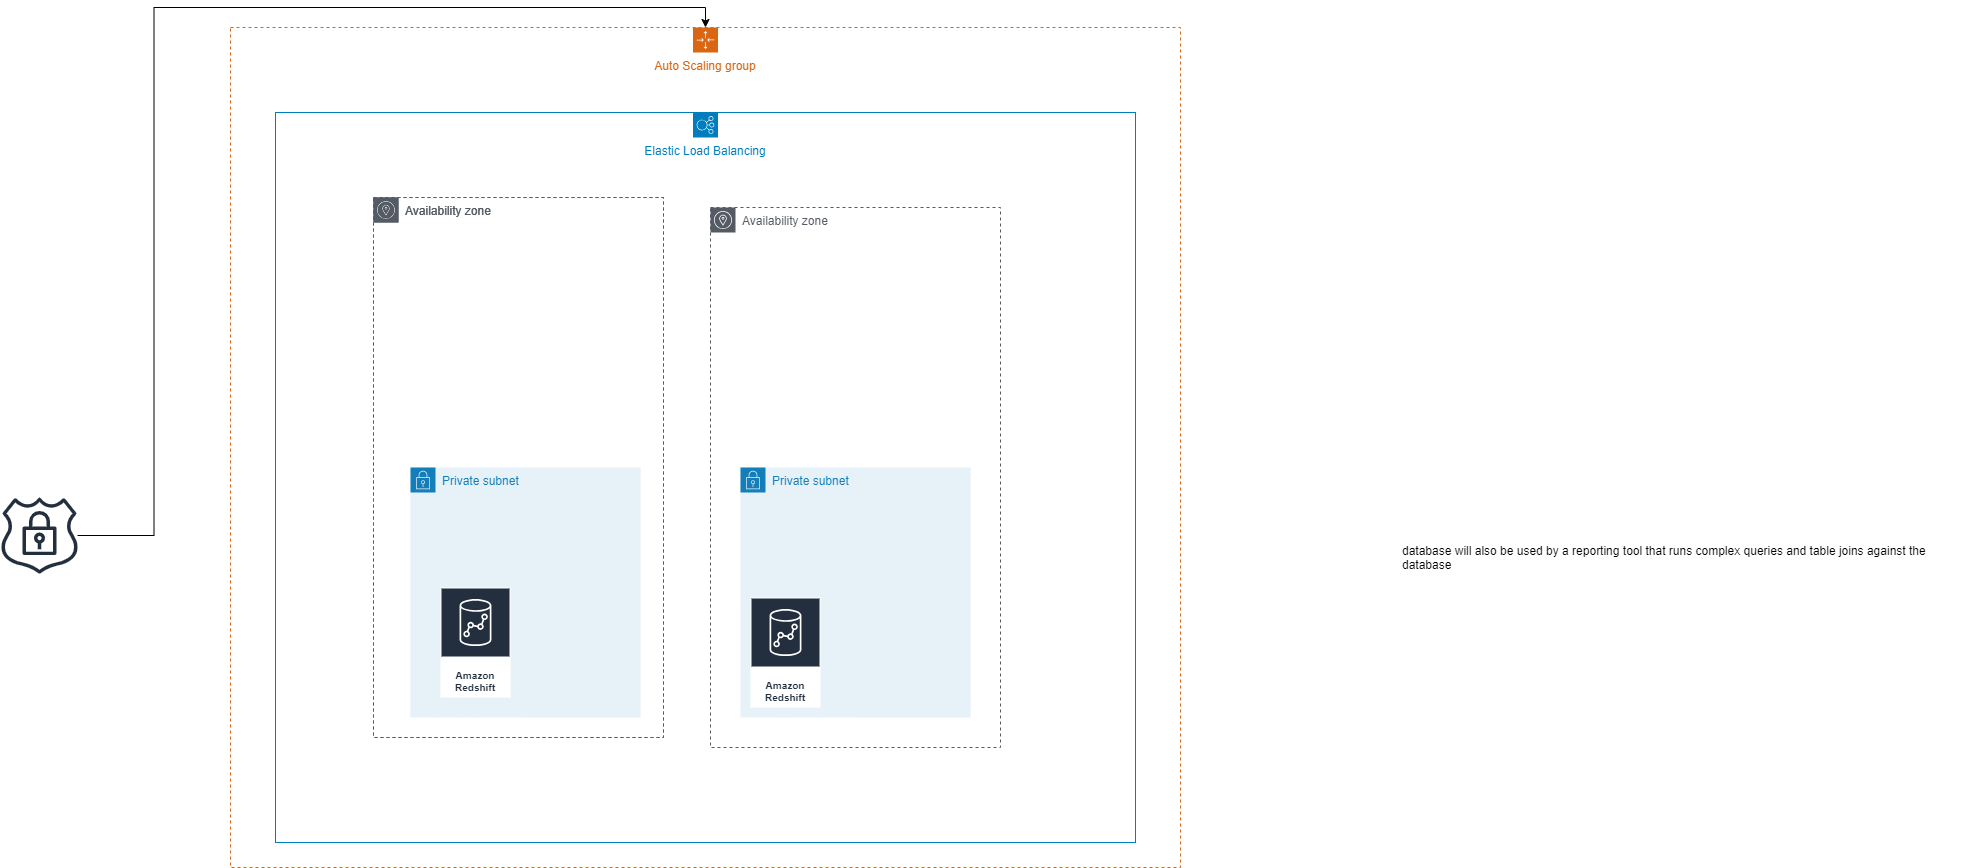 Auto Scaling group
Elastic Load Balancing
Availability zone
Availability zone
Private subnet
Private subnet
database will also be used by a reporting tool that runs complex queries and table joins against the
database
Amazon
Redshift
Amazon
Redshift